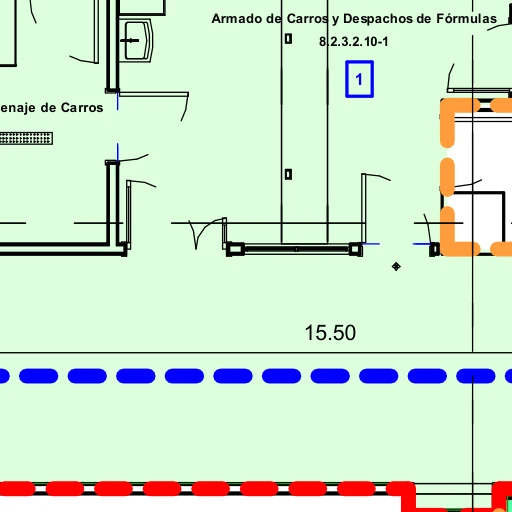 Armado de Carros y Despachos de Fórmulas
8.2.3.2.10-1
1
enaje de Carros
15.50